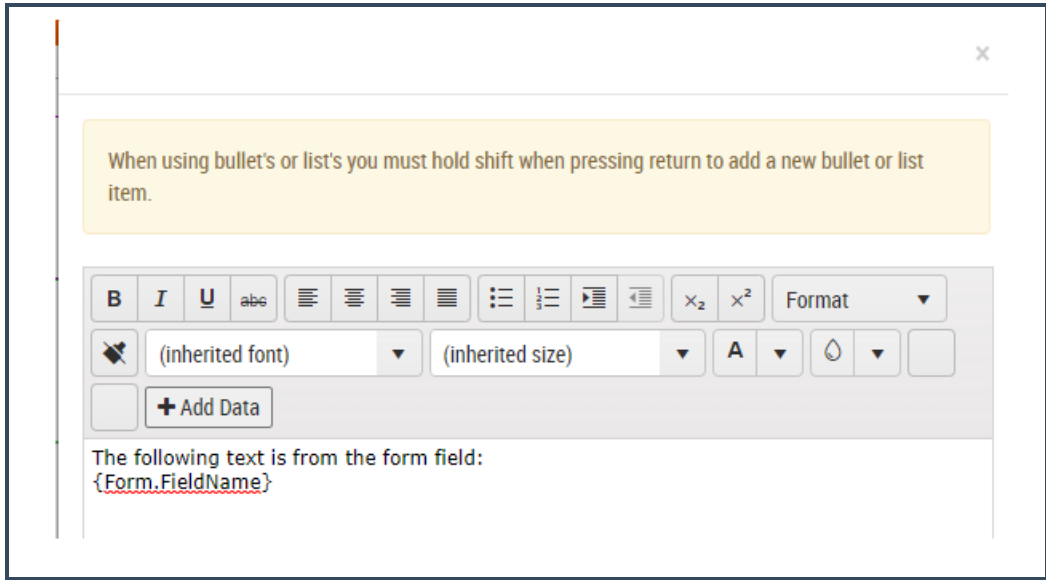 ×
When using bullet's or list's you must hold shift when pressing return to add a new bullet or list
item.
B I U abc x₂ x² Format
(inherited font) (inherited size) A
+ Add Data
The following text is from the form field:
{Form.FieldName}